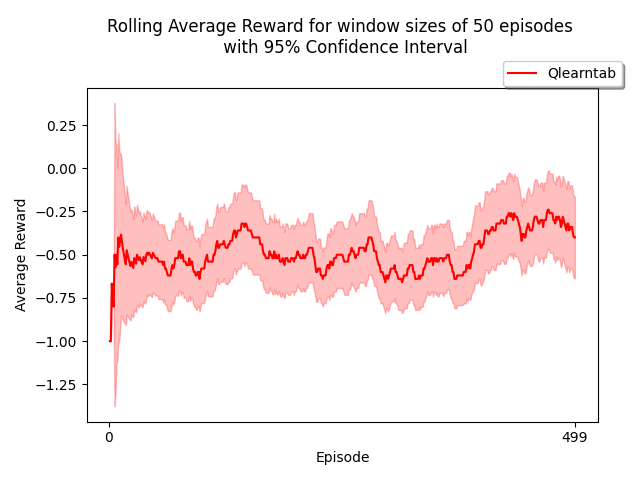 Rolling Average Reward for window sizes of 50 episodes
with 95% Confidence Interval
Qlearntab
0.25
0.00
−0.25
−0.50
−0.75
−1.00
−1.25
Average Reward
0
499
Episode